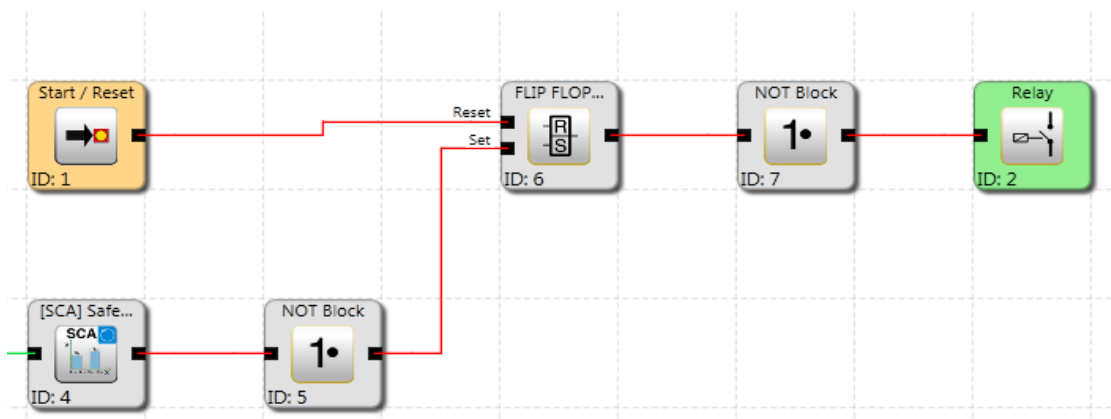 Start / Reset
ID: 1
FLIP FLOP...
Reset
Set
R
S
ID: 6
NOT Block
1
ID: 7
Relay
ID: 2
[SCA] Safe...
SCA
ID: 4
NOT Block
1
ID: 5